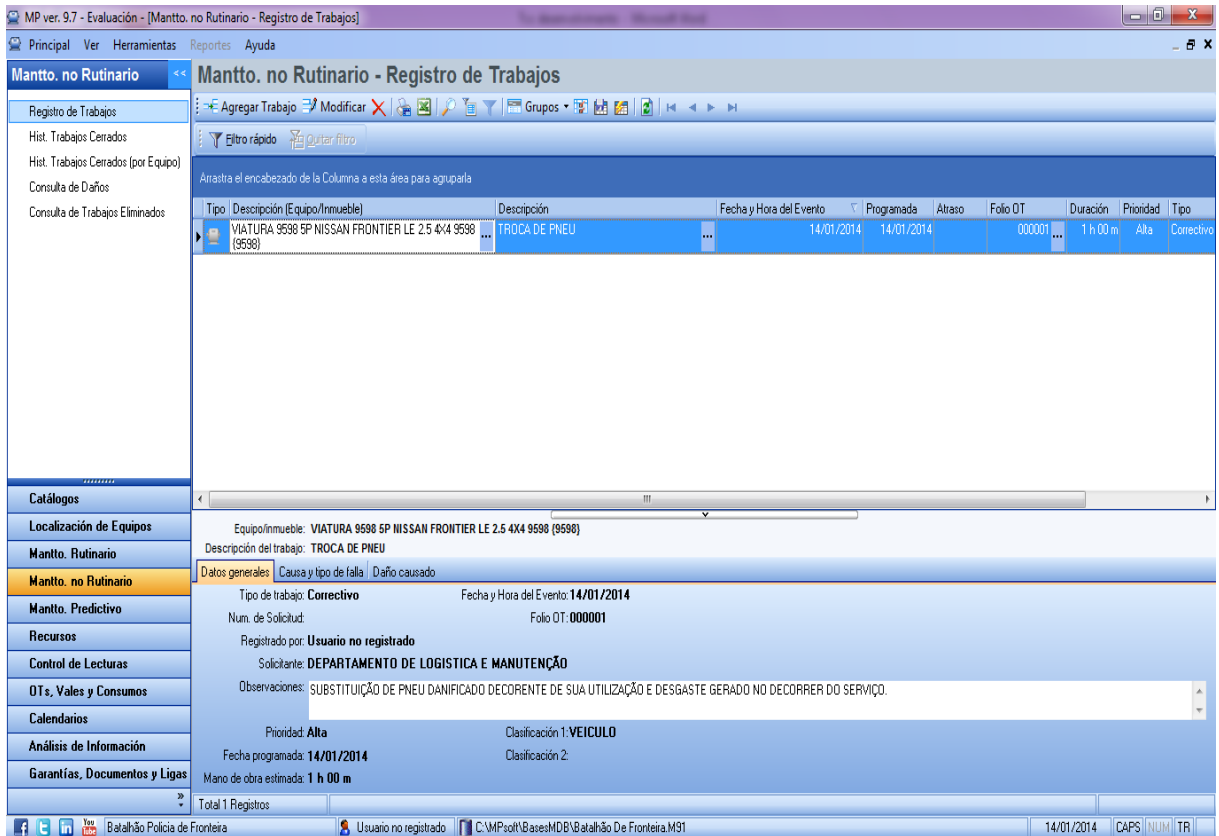 MP ver. 9.7 - Evaluación - [Mantto. no Rutinario - Registro de Trabajos]
Principal Ver Herramientas Reportes Ayuda
Mantto. no Rutinario <<
Mantto. no Rutinario - Registro de Trabajos
Registro de Trabajos
Hist. Trabajos Cerrados
Hist. Trabajos Cerrados (por Equipo)
Consulta de Daños
Consulta de Trabajos Eliminados
Agregar Trabajo Modificar Grupos
Filtro rápido Quitar filtro
Arrastra el encabezado de la Columna a esta área para agruparla
Tipo Descripción (Equipo/Inmueble) Descripción Fecha y Hora del Evento Programada Atraso Folio OT Duración Prioridad Tipo
VIATURA 9598 5P NISSAN FRONTIER LE 2.5 4X4 9598 ... TROCA DE PNEU ... 14/01/2014 14/01/2014 000001 ... 1 h 00 m Alta Correctivo
{9598}
Catálogos
Localización de Equipos
Mantto. Rutinario
Mantto. no Rutinario
Mantto. Predictivo
Recursos
Control de Lecturas
OTs, Vales y Consumos
Calendarios
Análisis de Información
Garantías, Documentos y Ligas
Equipo/inmueble: VIATURA 9598 5P NISSAN FRONTIER LE 2.5 4X4 9598 {9598}
Descripción del trabajo: TROCA DE PNEU
Datos generales Causa y tipo de falla Daño causado
Tipo de trabajo: Correctivo Fecha y Hora del Evento: 14/01/2014
Num. de Solicitud: Folio OT: 000001
Registrado por: Usuario no registrado
Solicitante: DEPARTAMENTO DE LOGISTICA E MANUTENÇÃO
Observaciones: SUBSTITUIÇÃO DE PNEU DANIFICADO DECORENTE DE SUA UTILIZAÇÃO E DESGASTE GERADO NO DECORRER DO SERVIÇO.
Prioridad: Alta Clasificación 1: VEICULO
Fecha programada: 14/01/2014 Clasificación 2:
Mano de obra estimada: 1 h 00 m
Total 1 Registros
You Tube Batalhão Policia de Fronteira Usuario no registrado C:\MPsoft\BasesMDB\Batalhão De Fronteira.M91 14/01/2014 CAPS NUM TR